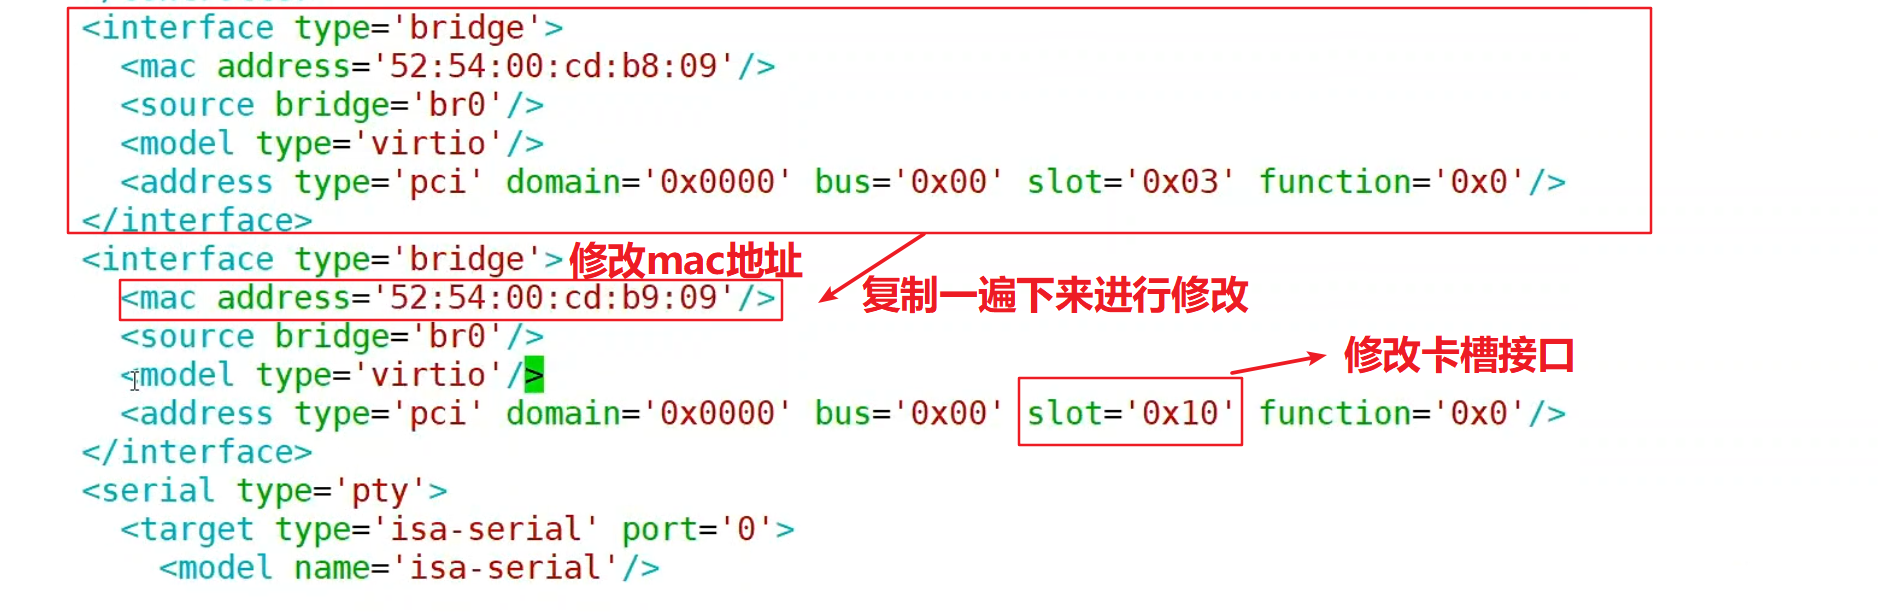 <interface type='bridge'>
<mac address='52:54:00:cd:b8:09'/>
<source bridge='br0'/>
<model type='virtio'/>
<address type='pci' domain='0x0000' bus='0x00' slot='0x03' function='0x0'/>
</interface>
<interface type='bridge'> 修改mac地址
<mac address='52:54:00:cd:b9:09'/> 复制一遍下来进行修改
<source bridge='br0'/>
修改卡槽接口
<model type='virtio'/>
<address type='pci' domain='0x0000' bus='0x00' slot='0x10' function='0x0'/>
</interface>
<serial type='pty'>
<target type='isa-serial' port='0'>
<model name='isa-serial'/>